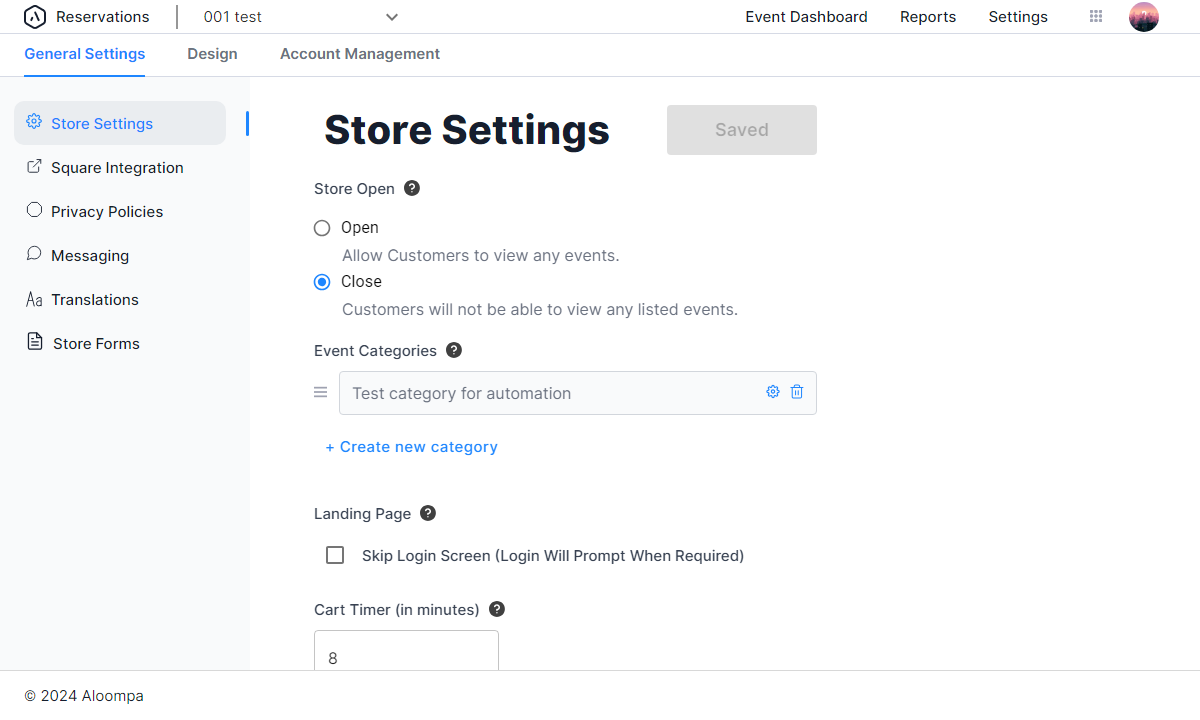 Reservations
001 test
Event Dashboard
Reports
Settings
General Settings
Design
Account Management
Store Settings
Square Integration
Privacy Policies
Messaging
Aa Translations
Store Forms
Store Settings
Saved
Store Open ?
Open
Allow Customers to view any events.
Close
Customers will not be able to view any listed events.
Event Categories ?
Test category for automation
+ Create new category
Landing Page ?
Skip Login Screen (Login Will Prompt When Required)
Cart Timer (in minutes) ?
8
© 2024 Aloompa